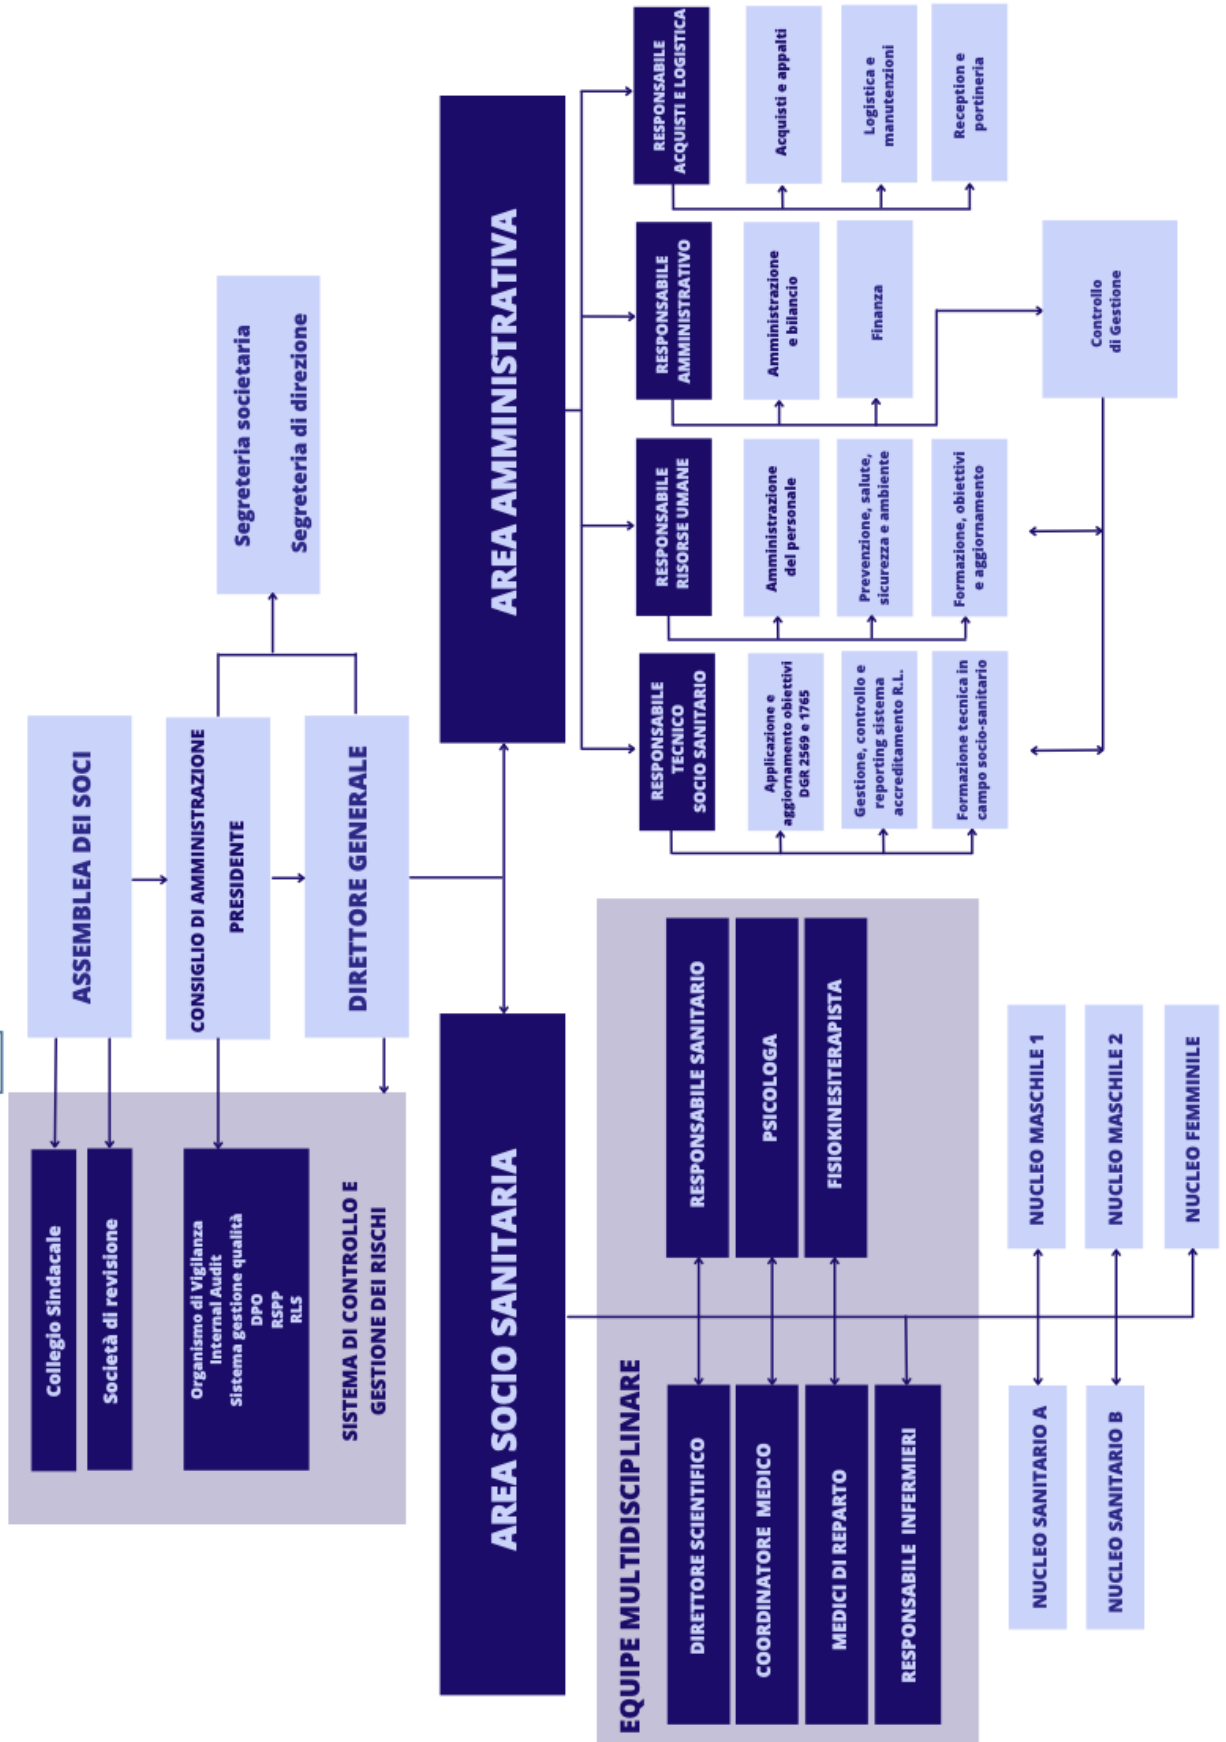 ASSEMBLEA DEI SOCI
CONSIGLIO DI AMMINISTRAZIONE
PRESIDENTE
DIRETTORE GENERALE
Segreteria societaria
Segreteria di direzione
Collegio Sindacale
Società di revisione
Organismo di Vigilanza
Internal Audit
Sistema gestione qualità
DPO
RSPP
RLS
SISTEMA DI CONTROLLO E
GESTIONE DEI RISCHI
AREA SOCIO SANITARIA
AREA AMMINISTRATIVA
EQUIPE MULTIDISCIPLINARE
DIRETTORE SCIENTIFICO
RESPONSABILE SANITARIO
COORDINATORE MEDICO
PSICOLOGA
MEDICI DI REPARTO
FISIOKINESITERAPISTA
RESPONSABILE INFERMIERI
NUCLEO SANITARIO A
NUCLEO MASCHILE 1
NUCLEO SANITARIO B
NUCLEO MASCHILE 2
NUCLEO FEMMINILE
RESPONSABILE
TECNICO
SOCIO SANITARIO
Applicazione e
aggiornamento obiettivi
DGR 2569 e 1765
Gestione, controllo e
reporting sistema
accreditamento R.L.
Formazione tecnica in
campo socio-sanitario
RESPONSABILE
RISORSE UMANE
Amministrazione
del personale
Prevenzione, salute,
sicurezza e ambiente
Formazione, obiettivi
e aggiornamento
RESPONSABILE
AMMINISTRATIVO
Amministrazione
e bilancio
Finanza
Controllo
di Gestione
RESPONSABILE
ACQUISTI E LOGISTICA
Acquisti e appalti
Logistica e
manutenzioni
Reception e
portineria